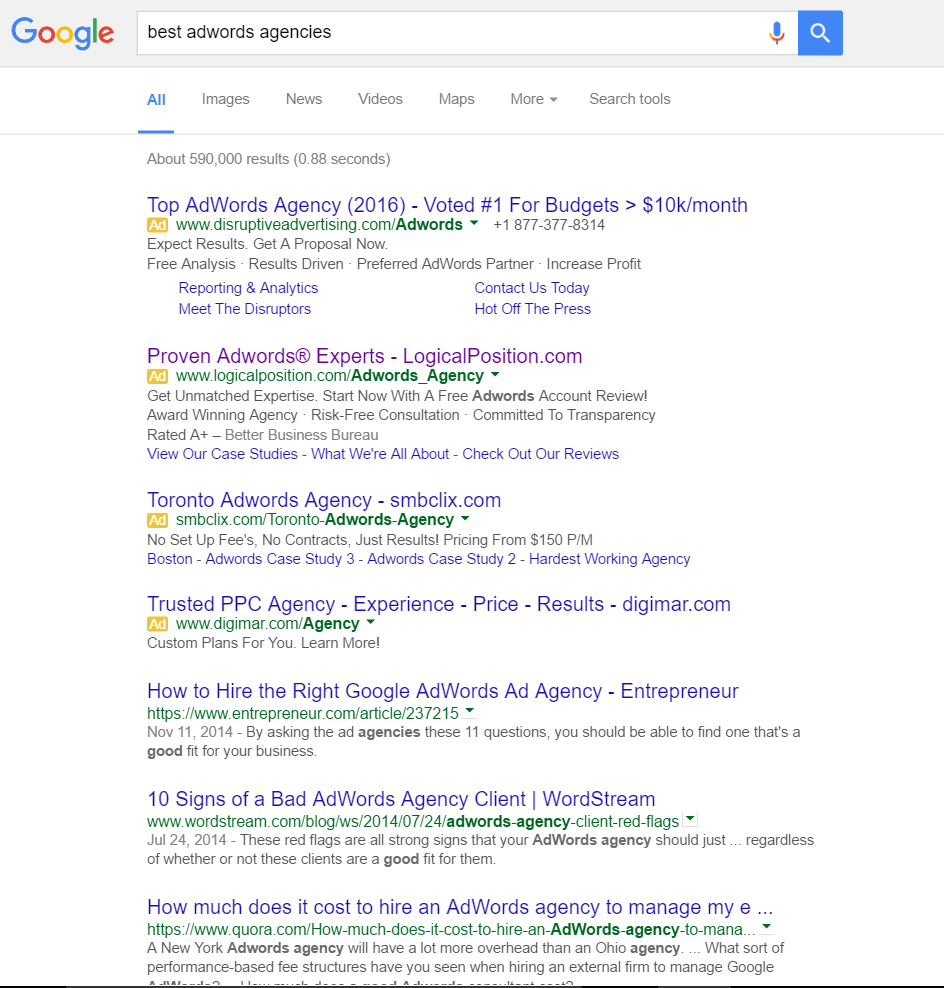 Google
best adwords agencies
All Images News Videos Maps More Search tools
About 590,000 results (0.88 seconds)
Top AdWords Agency (2016) - Voted #1 For Budgets > $10k/month
Ad www.disruptiveadvertising.com/Adwords +1 877-377-8314
Expect Results. Get A Proposal Now.
Free Analysis · Results Driven · Preferred AdWords Partner · Increase Profit
Reporting & Analytics Contact Us Today
Meet The Disruptors Hot Off The Press
Proven Adwords® Experts - LogicalPosition.com
Ad www.logicalposition.com/Adwords_Agency
Get Unmatched Expertise. Start Now With A Free Adwords Account Review!
Award Winning Agency · Risk-Free Consultation · Committed To Transparency
Rated A+ – Better Business Bureau
View Our Case Studies - What We're All About - Check Out Our Reviews
Toronto Adwords Agency - smbclix.com
Ad smbclix.com/Toronto-Adwords-Agency
No Set Up Fee's, No Contracts, Just Results! Pricing From $150 P/M
Boston - Adwords Case Study 3 - Adwords Case Study 2 - Hardest Working Agency
Trusted PPC Agency - Experience - Price - Results - digimar.com
Ad www.digimar.com/Agency
Custom Plans For You. Learn More!
How to Hire the Right Google AdWords Ad Agency - Entrepreneur
https://www.entrepreneur.com/article/237215
Nov 11, 2014 - By asking the ad agencies these 11 questions, you should be able to find one that's a
good fit for your business.
10 Signs of a Bad AdWords Agency Client | WordStream
www.wordstream.com/blog/ws/2014/07/24/adwords-agency-client-red-flags
Jul 24, 2014 - These red flags are all strong signs that your AdWords agency should just ... regardless
of whether or not these clients are a good fit for them.
How much does it cost to hire an AdWords agency to manage my e ...
https://www.quora.com/How-much-does-it-cost-to-hire-an-AdWords-agency-to-mana...
A New York Adwords agency will have a lot more overhead than an Ohio agency. ... What sort of
performance-based fee structures have you seen when hiring an external firm to manage Google
AdWords? ... How much does a good Adwords consultant cost?